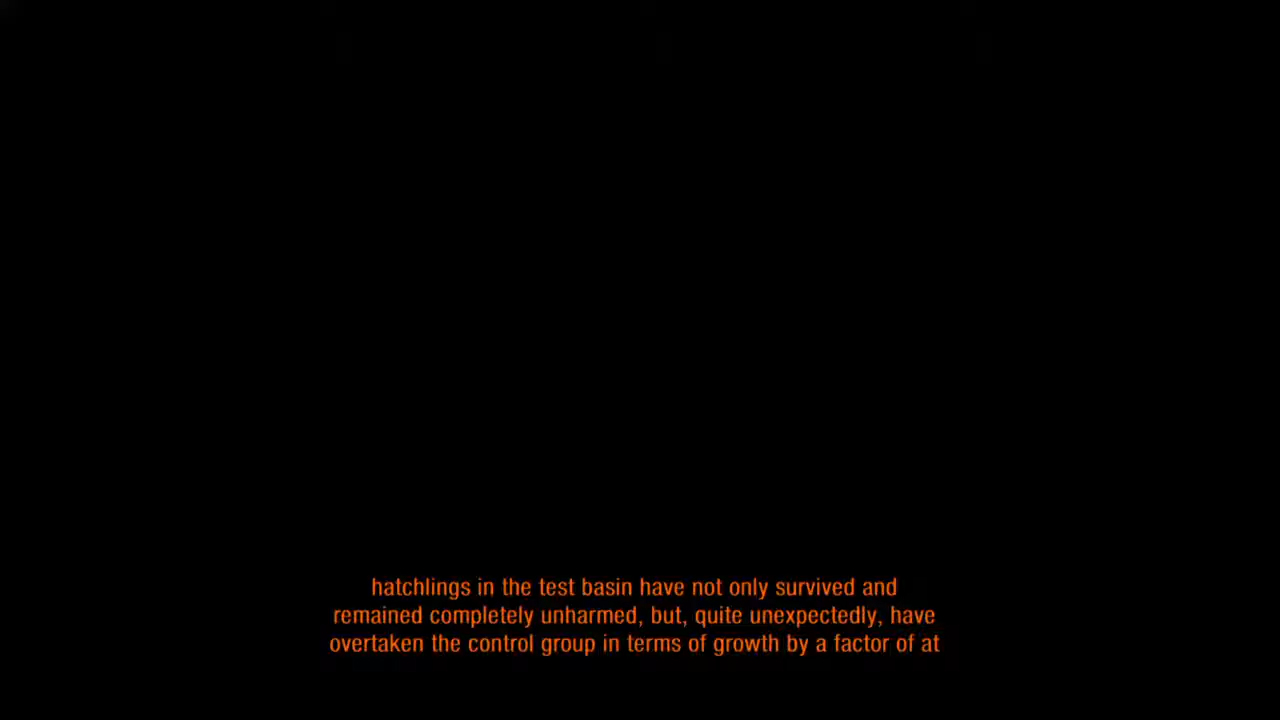 hatchlings in the test basin have not only survived and
remained completely unharmed, but, quite unexpectedly, have
overtaken the control group in terms of growth by a factor of at